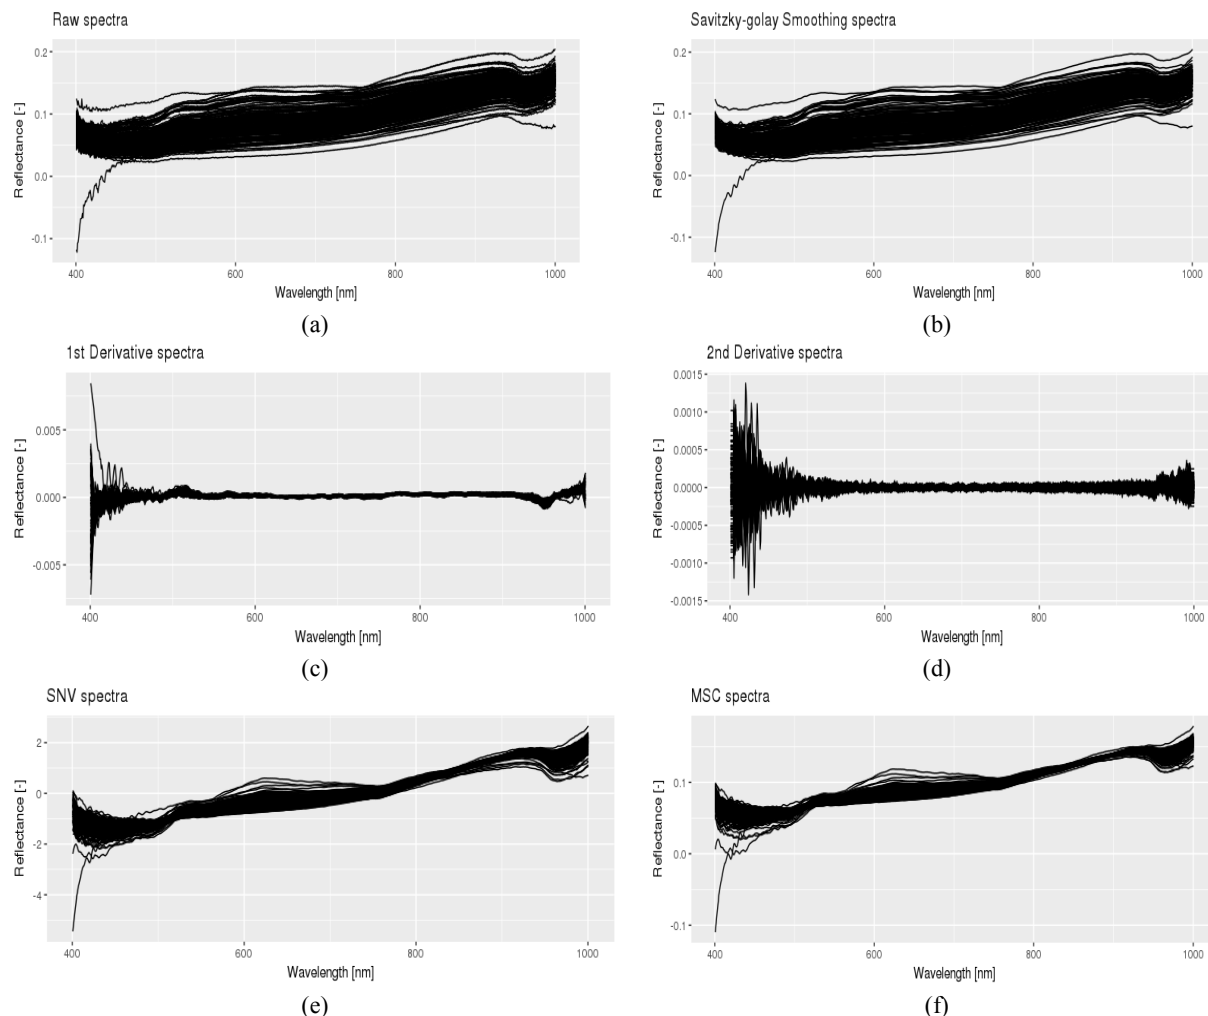 Raw spectra
0.2
0.1
0.0
-0.1
Reflectance [-]
400
600
800
1000
Wavelength [nm]
(a)
Savitzky-golay Smoothing spectra
0.2
0.1
0.0
-0.1
Reflectance [-]
400
600
800
1000
Wavelength [nm]
(b)
1st Derivative spectra
0.005
0.000
-0.005
Reflectance [-]
400
600
800
1000
Wavelength [nm]
(c)
2nd Derivative spectra
0.0015
0.0010
0.0005
0.0000
-0.0005
-0.0010
-0.0015
Reflectance [-]
400
600
800
1000
Wavelength [nm]
(d)
SNV spectra
2
0
-2
-4
Reflectance [-]
400
600
800
1000
Wavelength [nm]
(e)
MSC spectra
0.1
0.0
-0.1
Reflectance [-]
400
600
800
1000
Wavelength [nm]
(f)